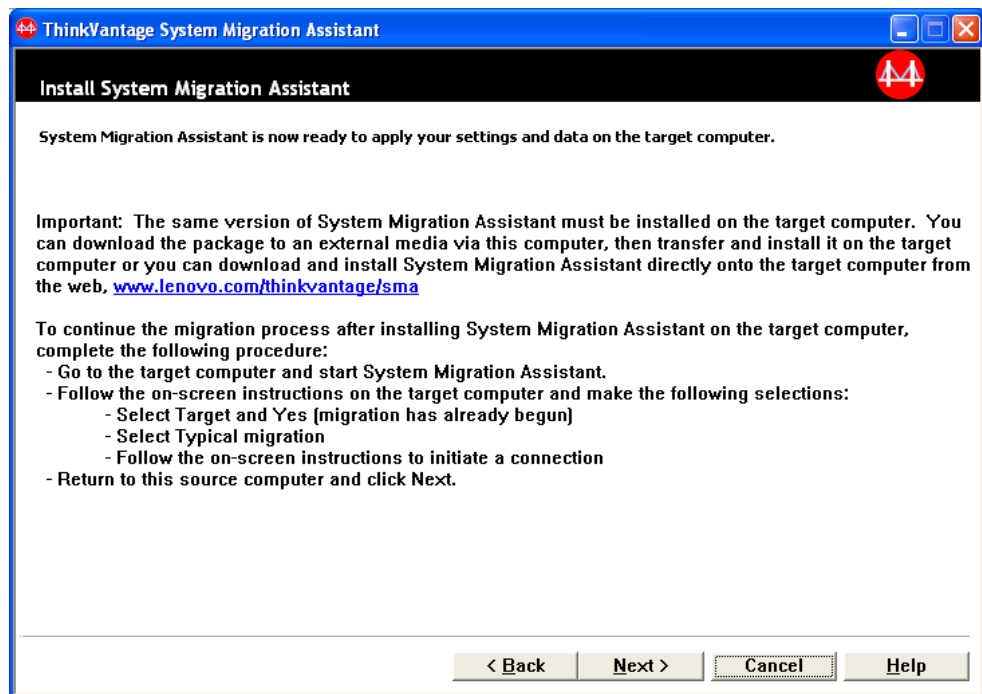 ThinkVantage System Migration Assistant
Install System Migration Assistant
System Migration Assistant is now ready to apply your settings and data on the target computer.
Important:  The same version of System Migration Assistant must be installed on the target computer.  You
can download the package to an external media via this computer, then transfer and install it on the target
computer or you can download and install System Migration Assistant directly onto the target computer from
the web, www.lenovo.com/thinkvantage/sma
To continue the migration process after installing System Migration Assistant on the target computer,
complete the following procedure:
- Go to the target computer and start System Migration Assistant.
- Follow the on-screen instructions on the target computer and make the following selections:
- Select Target and Yes (migration has already begun)
- Select Typical migration
- Follow the on-screen instructions to initiate a connection
- Return to this source computer and click Next.
< Back
Next >
Cancel
Help